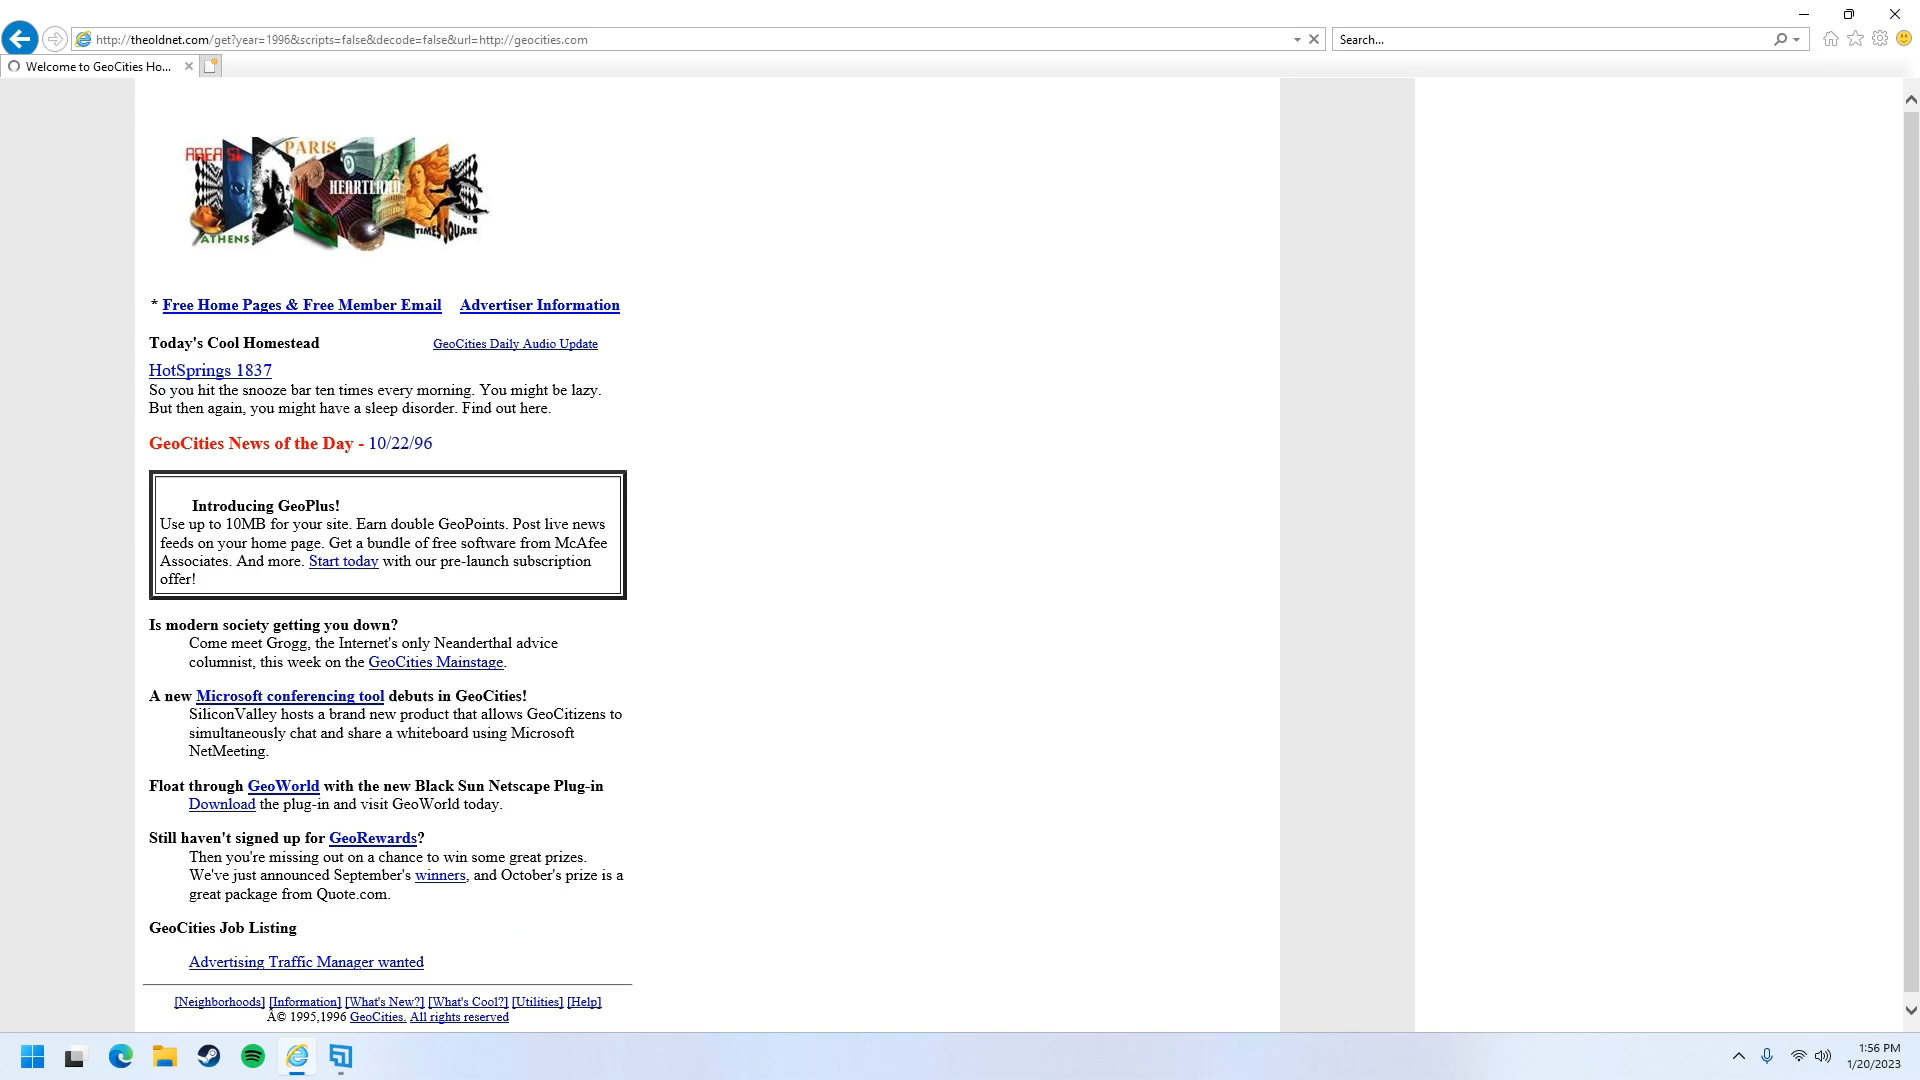 http://theoldnet.com/get?year=1996&scripts=false&decode=false&url=http://geocities.com
Search...
Welcome to GeoCities Ho...
AREA 51
PARIS
HEARTLAND
ATHENS
TIMES SQUARE
* Free Home Pages & Free Member Email Advertiser Information
Today's Cool Homestead GeoCities Daily Audio Update
HotSprings 1837
So you hit the snooze bar ten times every morning. You might be lazy.
But then again, you might have a sleep disorder. Find out here.
GeoCities News of the Day - 10/22/96
Introducing GeoPlus!
Use up to 10MB for your site. Earn double GeoPoints. Post live news
feeds on your home page. Get a bundle of free software from McAfee
Associates. And more. Start today with our pre-launch subscription
offer!
Is modern society getting you down?
Come meet Grogg, the Internet's only Neanderthal advice
columnist, this week on the GeoCities Mainstage.
A new Microsoft conferencing tool debuts in GeoCities!
SiliconValley hosts a brand new product that allows GeoCitizens to
simultaneously chat and share a whiteboard using Microsoft
NetMeeting.
Float through GeoWorld with the new Black Sun Netscape Plug-in
Download the plug-in and visit GeoWorld today.
Still haven't signed up for GeoRewards?
Then you're missing out on a chance to win some great prizes.
We've just announced September's winners, and October's prize is a
great package from Quote.com.
GeoCities Job Listing
Advertising Traffic Manager wanted
[Neighborhoods] [Information] [What's New?] [What's Cool?] [Utilities] [Help]
Â© 1995,1996 GeoCities. All rights reserved
1:56 PM
1/20/2023